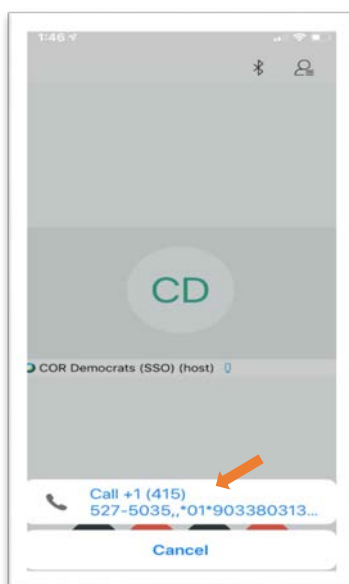 1:46
CD
COR Democrats (SSO) (host)
Call +1 (415)
527-5035,,*01*903380313...
Cancel